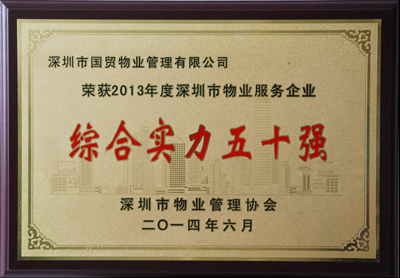 深圳市国贸物业管理有限公司
荣获2013年度深圳市物业服务企业
综合实力五十强
深圳市物业管理协会
二〇一四年六月